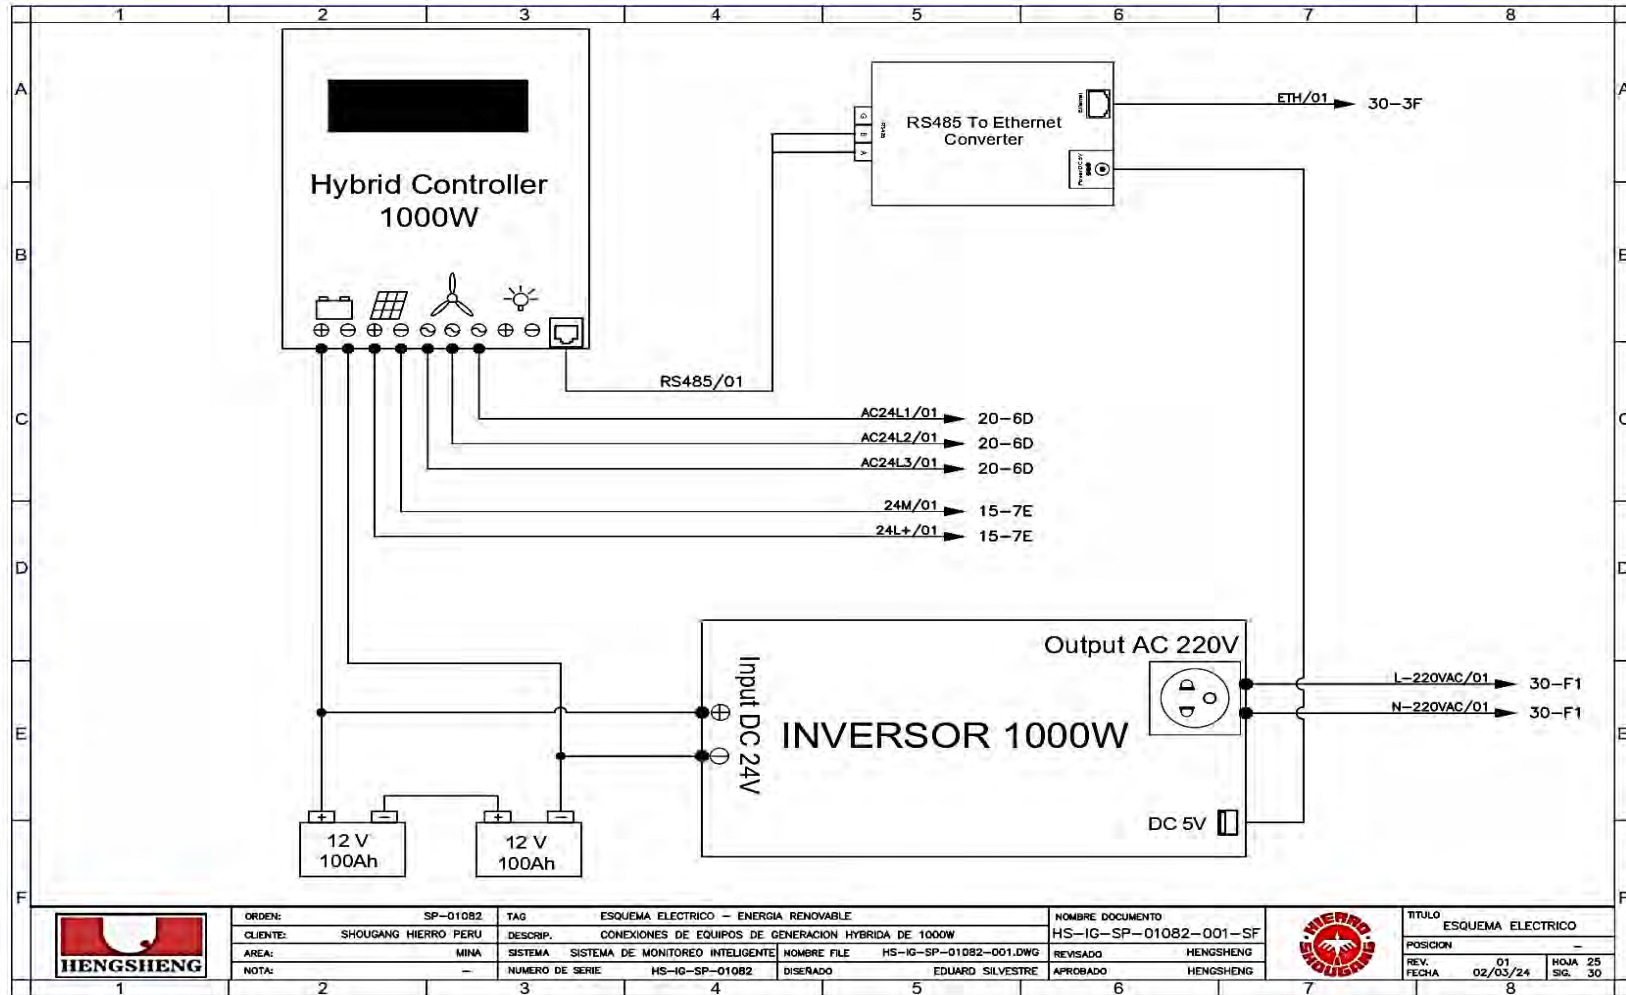 1 2 3 4 5 6 7 8
A
A
RS485 To Ethernet
Converter
Ethernet
G
B
A
RS485
ETH/01 30-3F
Hybrid Controller
1000W
B
RS485/01
C
AC24L1/01 20-6D
AC24L2/01 20-6D
AC24L3/01 20-6D
24M/01 15-7E
24L+/01 15-7E
D
Output AC 220V
Input DC 24V
INVERSOR 1000W
L-220VAC/01 30-F1
N-220VAC/01 30-F1
E
DC 5V
+ - + -
12 V
100Ah
12 V
100Ah
F
HENGSHENG
ORDEN: SP-01082
CLIENTE: SHOUGANG HIERRO PERU
AREA: MINA
NOTA: -
TAG ESQUEMA ELECTRICO - ENERGIA RENOVABLE
DESCRIP. CONEXIONES DE EQUIPOS DE GENERACION HYBRIDA DE 1000W
SISTEMA SISTEMA DE MONITOREO INTELIGENTE NOMBRE FILE HS-IG-SP-01082-001.DWG
NUMERO DE SERIE HS-IG-SP-01082 DISEÑADO EDUARD SILVESTRE
NOMBRE DOCUMENTO
HS-IG-SP-01082-001-SF
REVISADO HENGSHENG
APROBADO HENGSHENG
HIERRO
SHOUGANG
TITULO
ESQUEMA ELECTRICO
POSICION -
REV. 01 HOJA 25
FECHA 02/03/24 SIG. 30
1 2 3 4 5 6 7 8